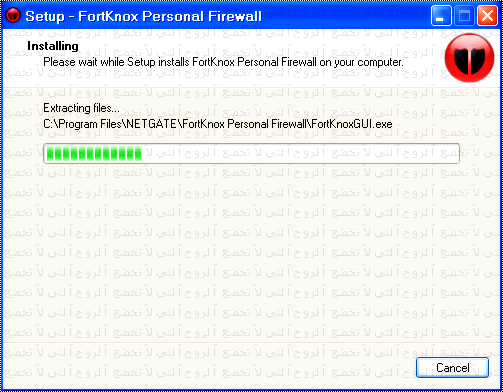 Setup - FortKnox Personal Firewall
Installing
Please wait while Setup installs FortKnox Personal Firewall on your computer.
Extracting files...
C:\Program Files\NETGATE\FortKnox Personal Firewall\FortKnoxGUI.exe
Cancel